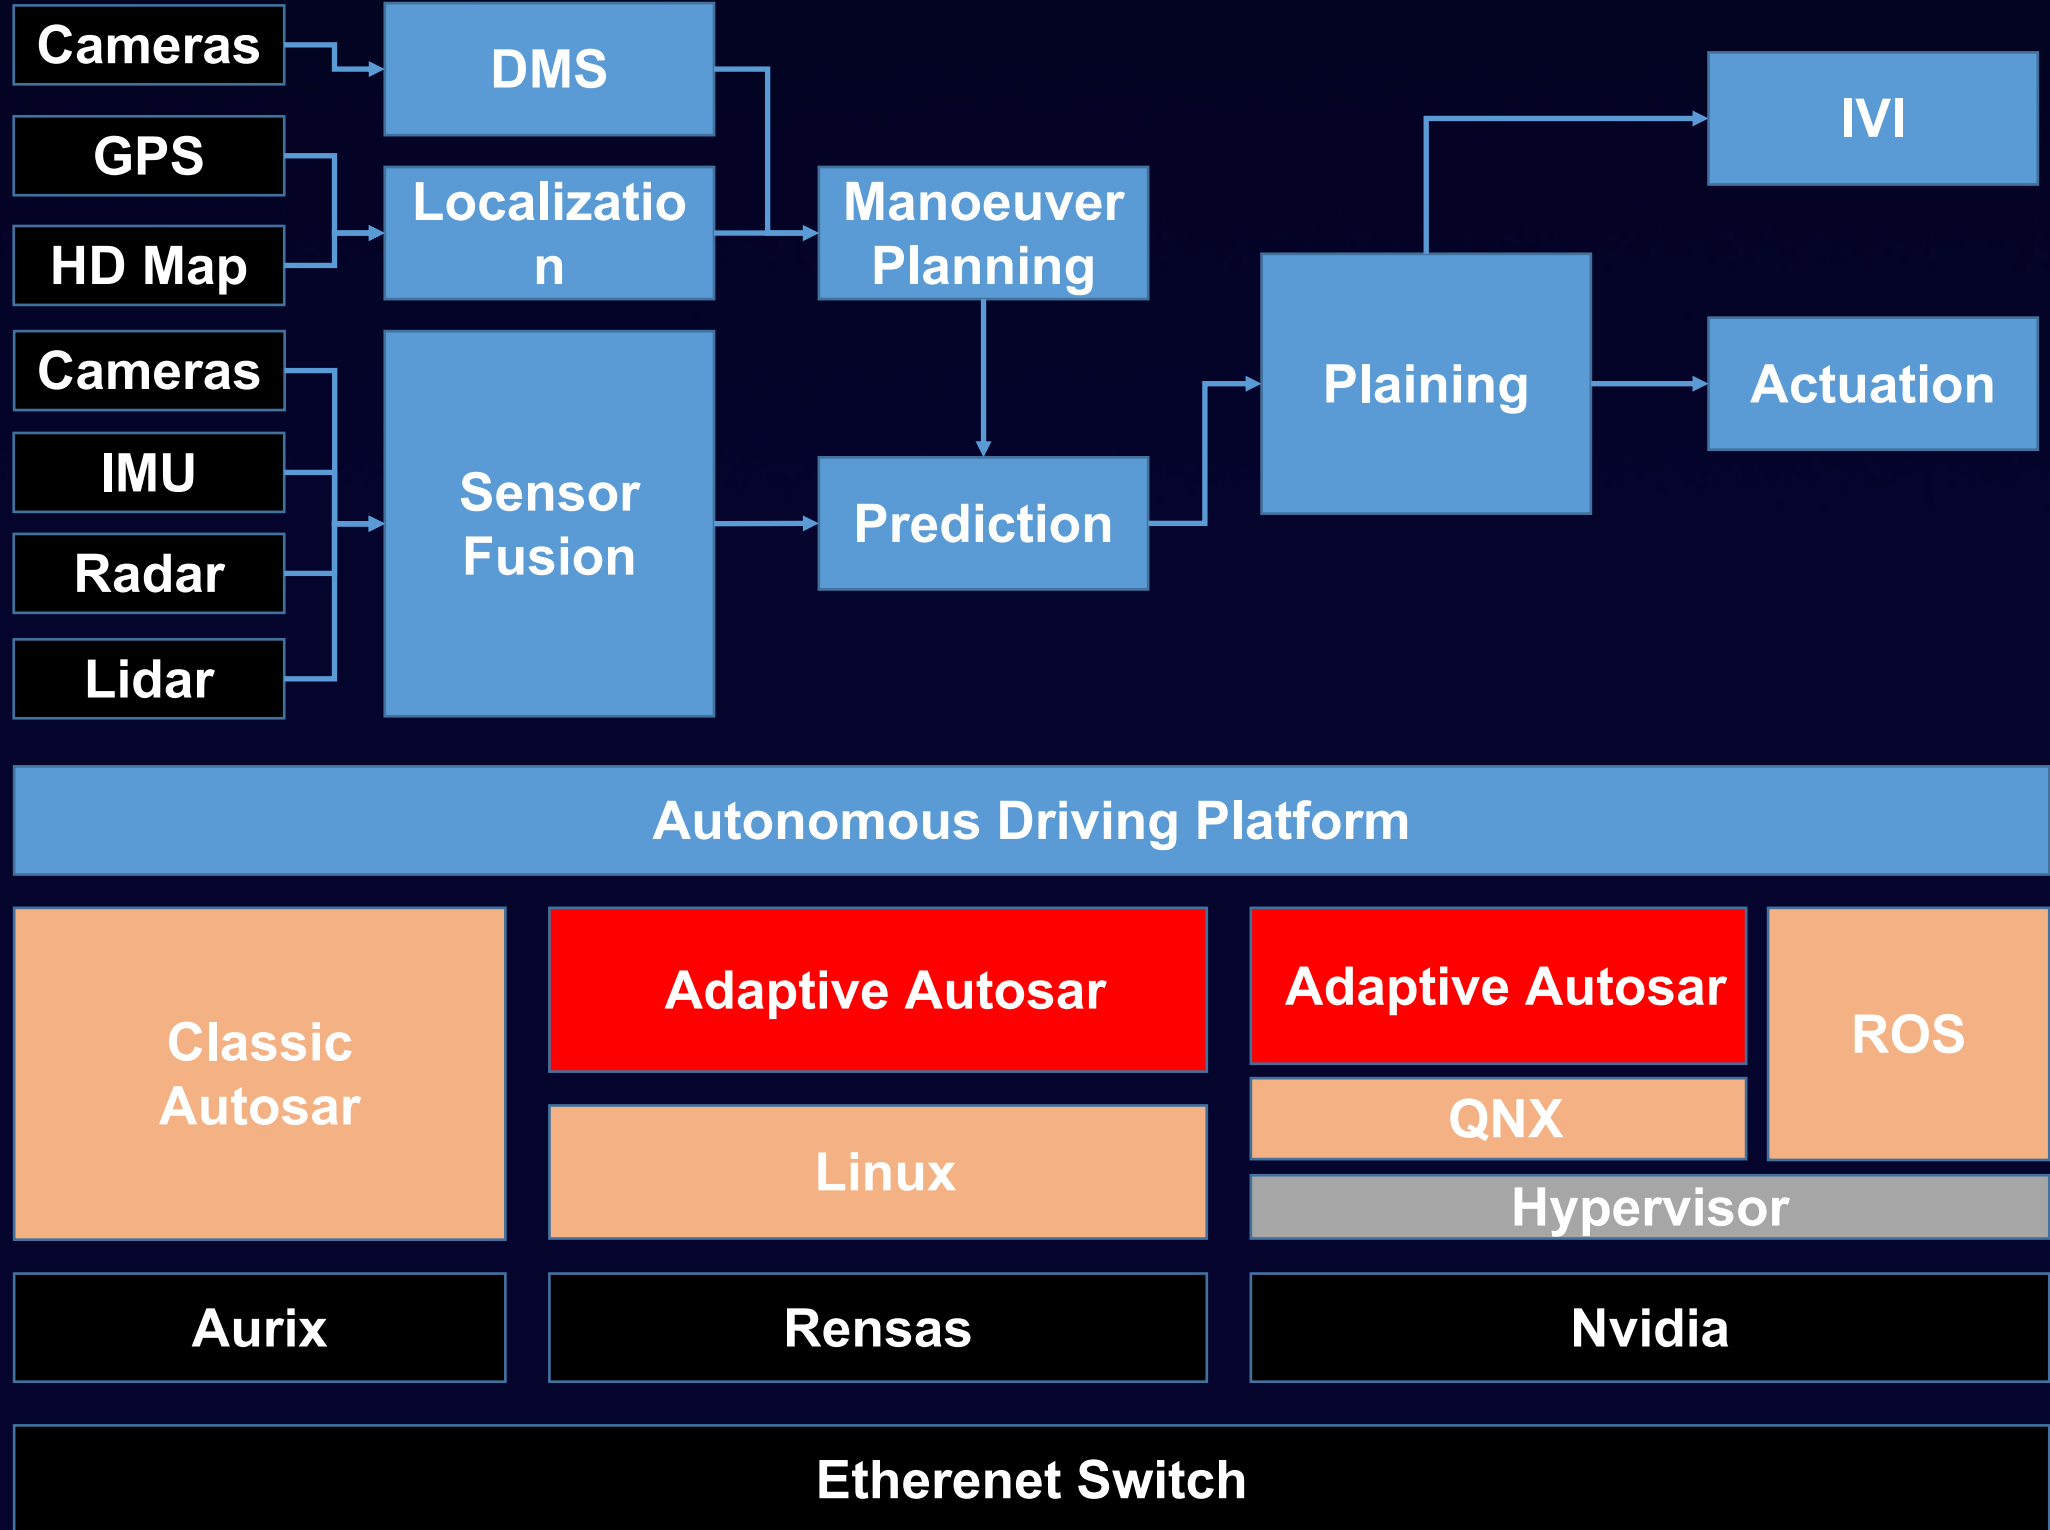 Cameras
DMS
IVI
GPS
Localizatio
n
Manoeuver
Planning
HD Map
Cameras
Plaining
Actuation
IMU
Sensor
Fusion
Prediction
Radar
Lidar
Autonomous Driving Platform
Classic
Autosar
Adaptive Autosar
Adaptive Autosar
ROS
Linux
QNX
Hypervisor
Aurix
Rensas
Nvidia
Etherenet Switch